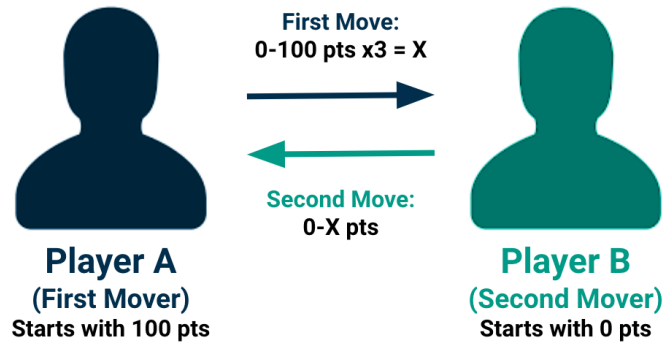 First Move:
0-100 pts x3 = X
Second Move:
0-X pts
Player A
(First Mover)
Starts with 100 pts
Player B
(Second Mover)
Starts with 0 pts